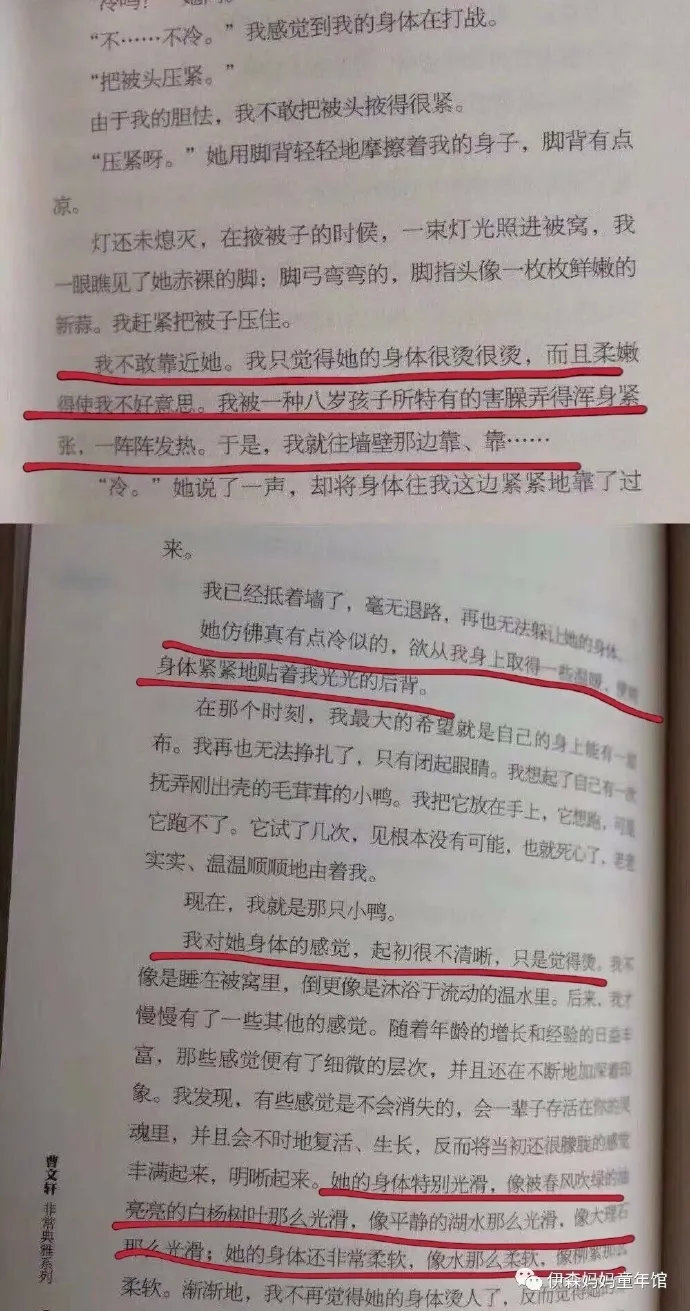 “冷吗？”她问。
“不……不冷。”我感觉到我的身体在打战。
“把被头压紧。”
由于我的胆怯，我不敢把被头掖得很紧。
“压紧呀。”她用脚背轻轻地摩擦着我的身子，脚背有点
凉。
灯还未熄灭，在掖被子的时候，一束灯光照进被窝，我
一眼瞧见了她赤裸的脚；脚弓弯弯的，脚指头像一枚枚鲜嫩的
新蒜。我赶紧把被子压住。
我不敢靠近她。我只觉得她的身体很烫很烫，而且柔嫩
得使我不好意思。我被一种八岁孩子所特有的害臊弄得浑身紧
张，一阵阵发热。于是，我就往墙壁那边靠、靠……
“冷。”她说了一声，却将身体往我这边紧紧地靠了过
来。
我已经抵着墙了，毫无退路，再也无法躲让她的身体。
她仿佛真有点冷似的，欲从我身上取得一些温暖，
身体紧紧地贴着我光光的后背。
在那个时刻，我最大的希望就是自己的身上能有一
布。我再也无法挣扎了，只有闭起眼睛。我想起了自己有一次
抚弄刚出壳的毛茸茸的小鸭。我把它放在手上，它想跑，可是
它跑不了。它试了几次，见根本没有可能，也就死心了，老老
实实、温温顺顺地由着我。
现在，我就是那只小鸭。
我对她身体的感觉，起初很不清晰，只是觉得烫。我不
像是睡在被窝里，倒更像是沐浴于流动的温水里。后来，我才
慢慢有了一些其他的感觉。随着年龄的增长和经验的日益丰
富，那些感觉便有了细微的层次，并且还在不断地加深着印
象。我发现，有些感觉是不会消失的，会一辈子存活在你的灵
魂里，并且会不时地复活、生长，反而将当初还很朦胧的感觉
丰满起来，明晰起来。她的身体特别光滑，像被春风吹绿的油
亮亮的白杨树叶那么光滑，像平静的湖水那么光滑，像大理石
那么光滑；她的身体还非常柔软，像水那么柔软，像柳絮那么
柔软。渐渐地，我不再觉得她的身体烫人了，反而觉得她的
曹文轩 非常典雅系列
伊森妈妈童年馆